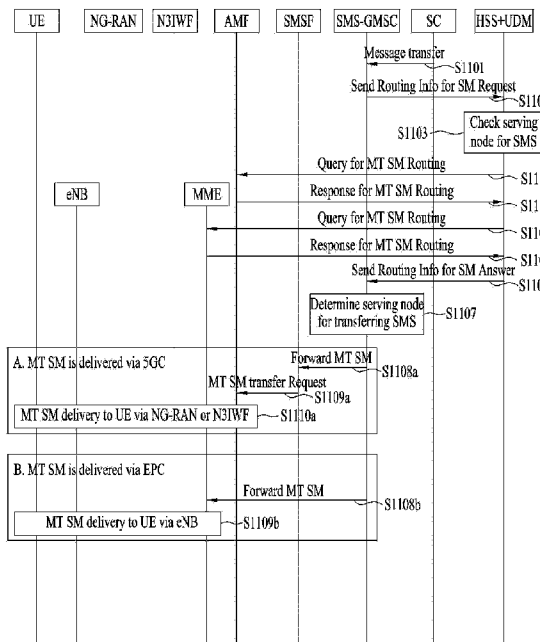 UE NG-RAN N3IWF AMF SMSF SMS-GMSC SC HSS+UDM
Message transfer
S1101
Send Routing Info for SM Request
S1103
Check serving
node for SMS
Query for MT SM Routing
eNB MME
Response for MT SM Routing
Query for MT SM Routing
Response for MT SM Routing
Send Routing Info for SM Answer
Determine serving node
for transferring SMS
S1107
A. MT SM is delivered via 5GC
Forward MT SM
S1108a
MT SM transfer Request
S1109a
MT SM delivery to UE via NG-RAN or N3IWF
S1110a
B. MT SM is delivered via EPC
Forward MT SM
S1108b
MT SM delivery to UE via eNB
S1109b